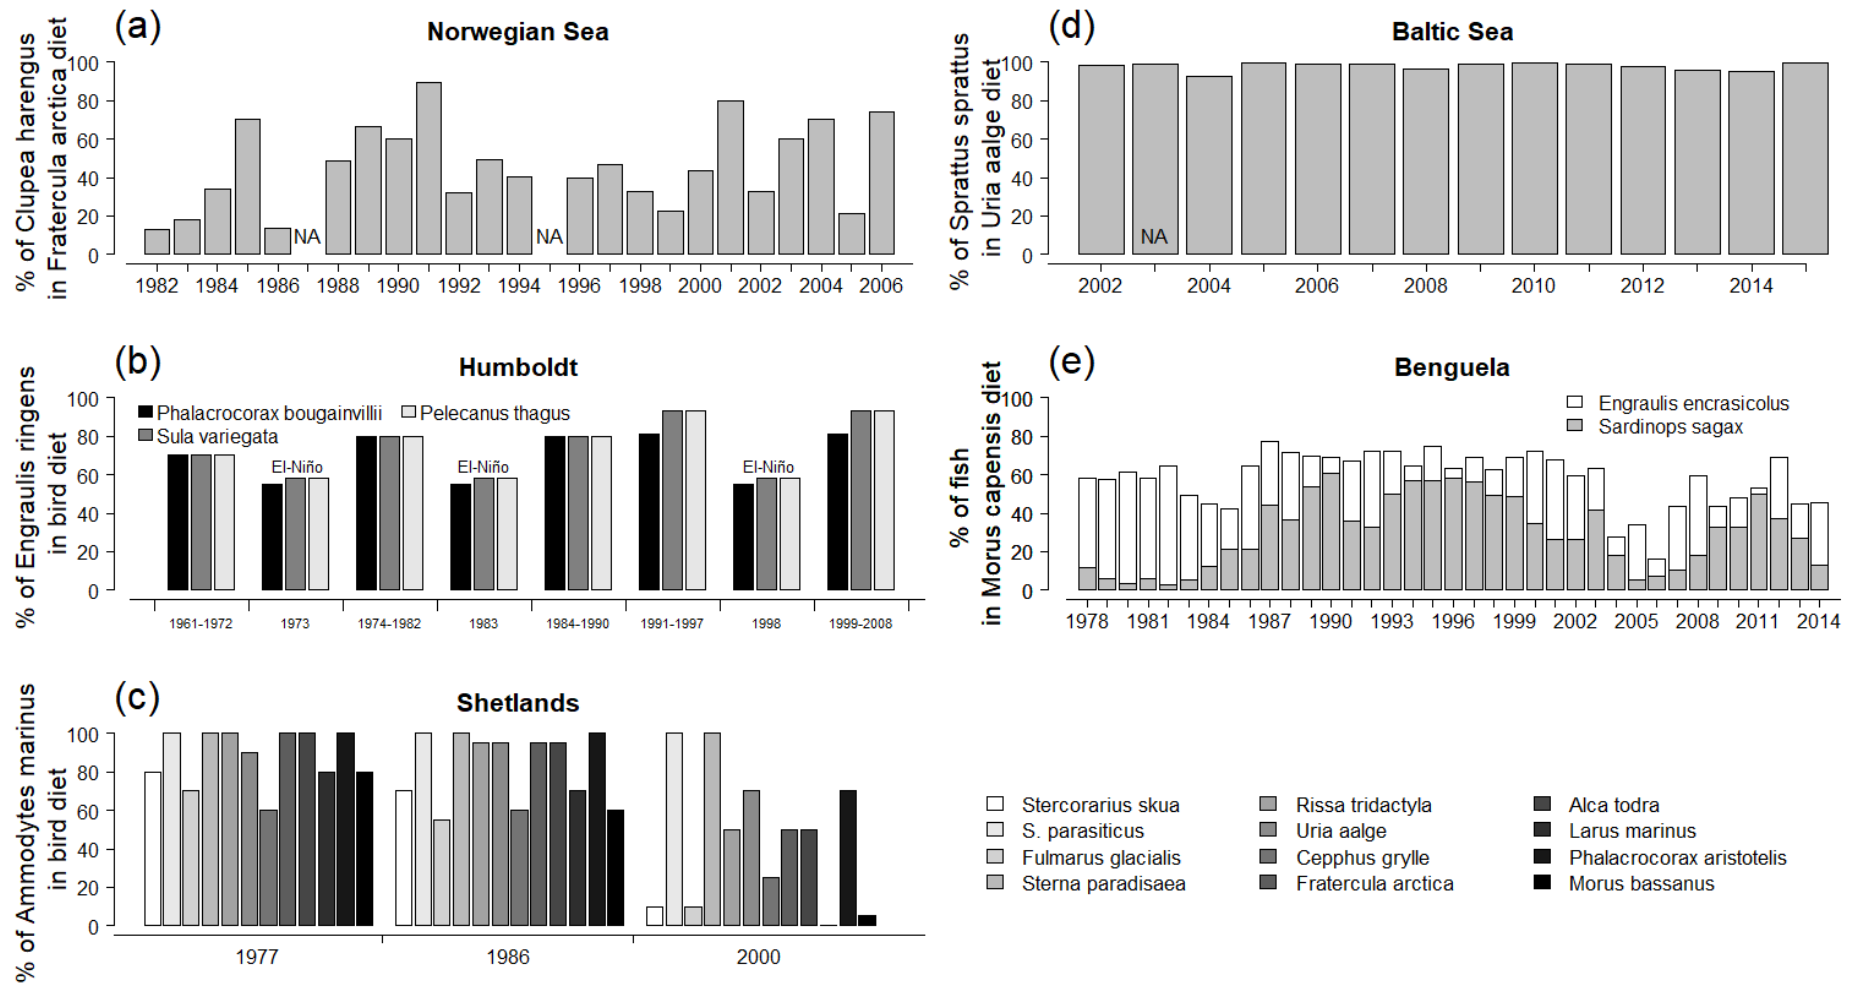 (a)
Norwegian Sea
% of Clupea harengus
in Fratercula arctica diet
100
80
60
40
20
0
NA
NA
1982 1984 1986 1988 1990 1992 1994 1996 1998 2000 2002 2004 2006
(d)
Baltic Sea
% of Sprattus sprattus
in Uria aalge diet
100
80
60
40
20
0
NA
2002 2004 2006 2008 2010 2012 2014
(b)
Humboldt
% of Engraulis ringens
in bird diet
100
80
60
40
20
0
Phalacrocorax bougainvillii
Pelecanus thagus
Sula variegata
El-Niño
El-Niño
El-Niño
1961-1972 1973 1974-1982 1983 1984-1990 1991-1997 1998 1999-2008
(e)
Benguela
% of fish
in Morus capensis diet
100
80
60
40
20
0
Engraulis encrasicolus
Sardinops sagax
1978 1981 1984 1987 1990 1993 1996 1999 2002 2005 2008 2011 2014
(c)
Shetlands
% of Ammodytes marinus
in bird diet
100
80
60
40
20
0
1977 1986 2000
Stercorarius skua
S. parasiticus
Fulmarus glacialis
Sterna paradisaea
Rissa tridactyla
Uria aalge
Cepphus grylle
Fratercula arctica
Alca todra
Larus marinus
Phalacrocorax aristotelis
Morus bassanus